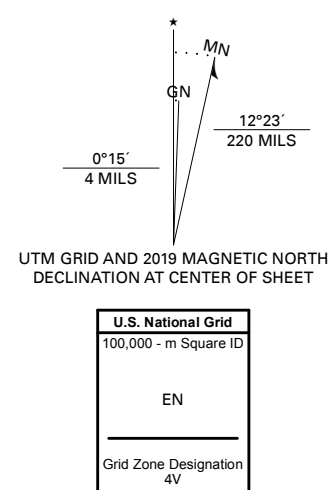 ★
MN
GN
12°23´
220 MILS
0°15´
4 MILS
UTM GRID AND 2019 MAGNETIC NORTH
DECLINATION AT CENTER OF SHEET
U.S. National Grid
100,000 - m Square ID
EN
Grid Zone Designation
4V